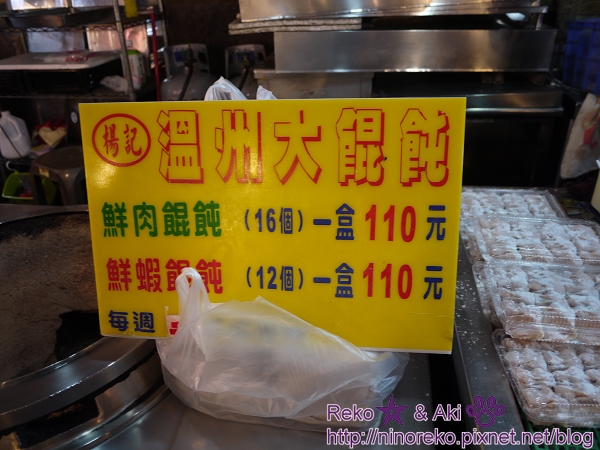 楊記 溫州大餛飩
鮮肉餛飩 (16個) 一盒 110 元
鮮蝦餛飩 (12個) 一盒 110 元
每週
Reko & Aki
http://ninoreko.pixnet.net/blog